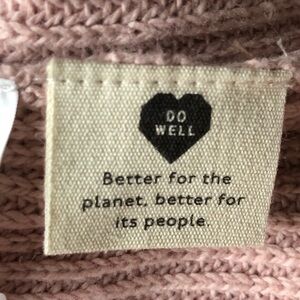 DO
WELL
Better for the
planet, better for
its people.